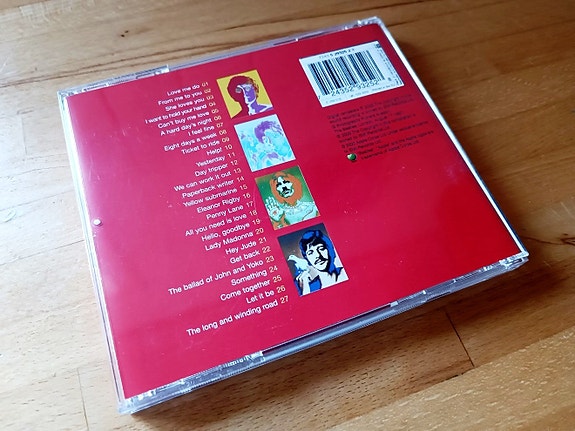 Love me do 01
From me to you 02
She loves you 03
I want to hold your hand 04
Can't buy me love 05
A hard day's night 06
I feel fine 07
Eight days a week 08
Ticket to ride 09
Help! 10
Yesterday 11
Day tripper 12
We can work it out 13
Paperback writer 14
Yellow submarine 15
Eleanor Rigby 16
Penny Lane 17
All you need is love 18
Hello, goodbye 19
Lady Madonna 20
Hey Jude 21
Get back 22
The ballad of John and Yoko 23
Something 24
Come together 25
Let it be 26
The long and winding road 27
24352 93252